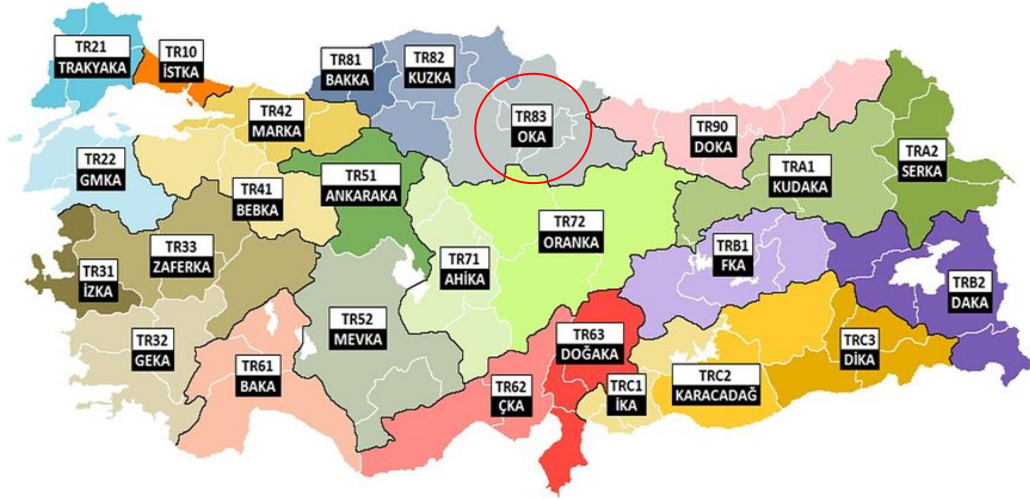 TR21
TRAKYAKA
TR10
İSTKA
TR81
BAKKA
TR82
KUZKA
TR83
OKA
TR42
MARKA
TR90
DOKA
TRA1
KUDAKA
TRA2
SERKA
TR22
GMKA
TR41
BEBKA
TR51
ANKARAKA
TR72
ORANKA
TR33
ZAFERKA
TR71
AHİKA
TRB1
FKA
TR31
İZKA
TRB2
DAKA
TR52
MEVKA
TR32
GEKA
TR61
BAKA
TR63
DOĞAKA
TRC3
DİKA
TR62
ÇKA
TRC1
İKA
TRC2
KARACADAĞ